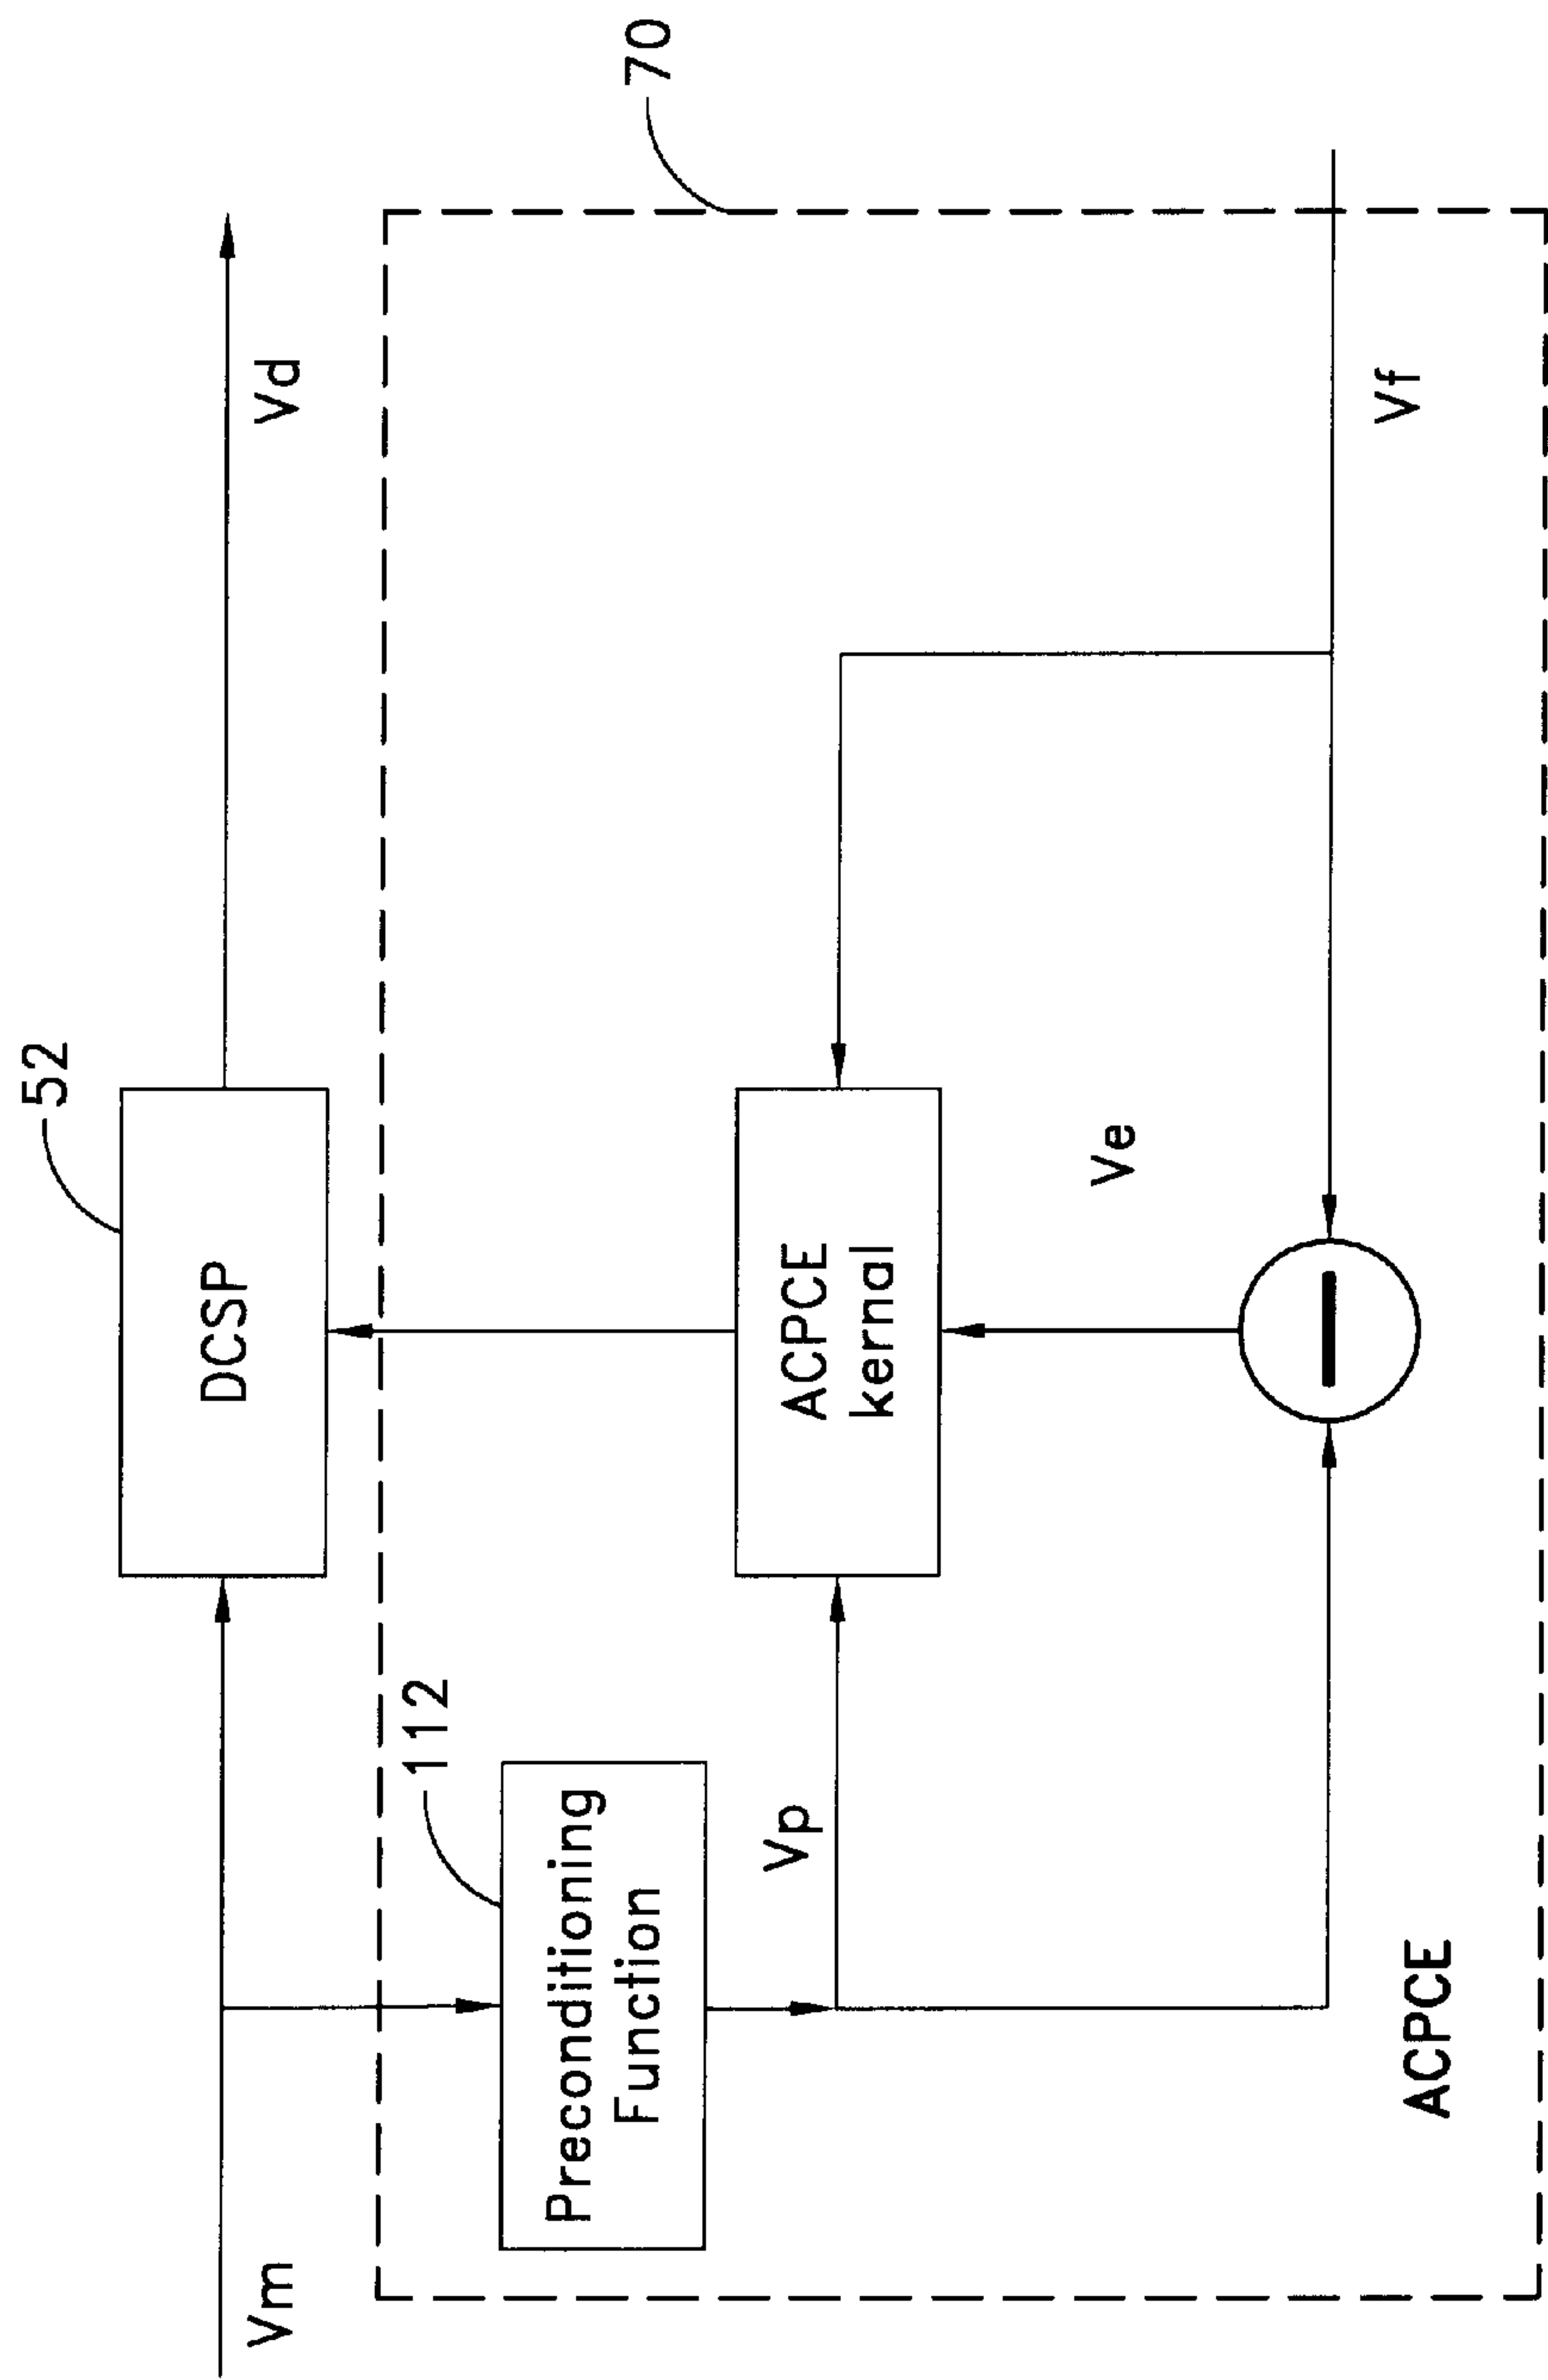 52
70
DCSP
Vm
Vd
112
Preconditioning
Function
Vp
ACPCE
kernal
Ve
Vf
ACPCE